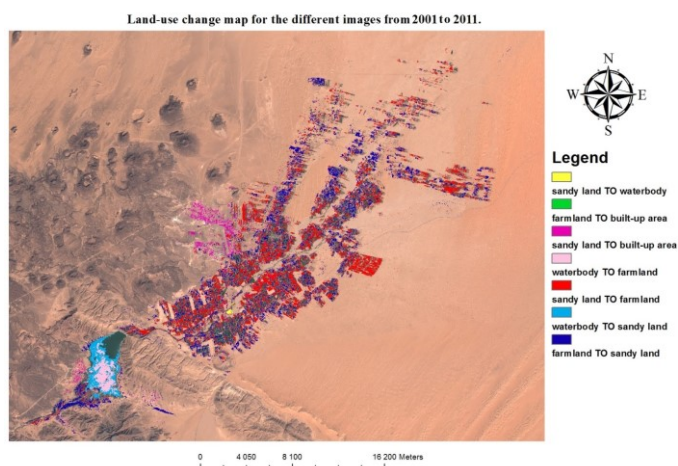 Land-use change map for the different images from 2001 to 2011.
N
W E
S
Legend
sandy land TO waterbody
farmland TO built-up area
sandy land TO built-up area
waterbody TO farmland
sandy land TO farmland
waterbody TO sandy land
farmland TO sandy land
0 4 050 8 100 16 200 Meters